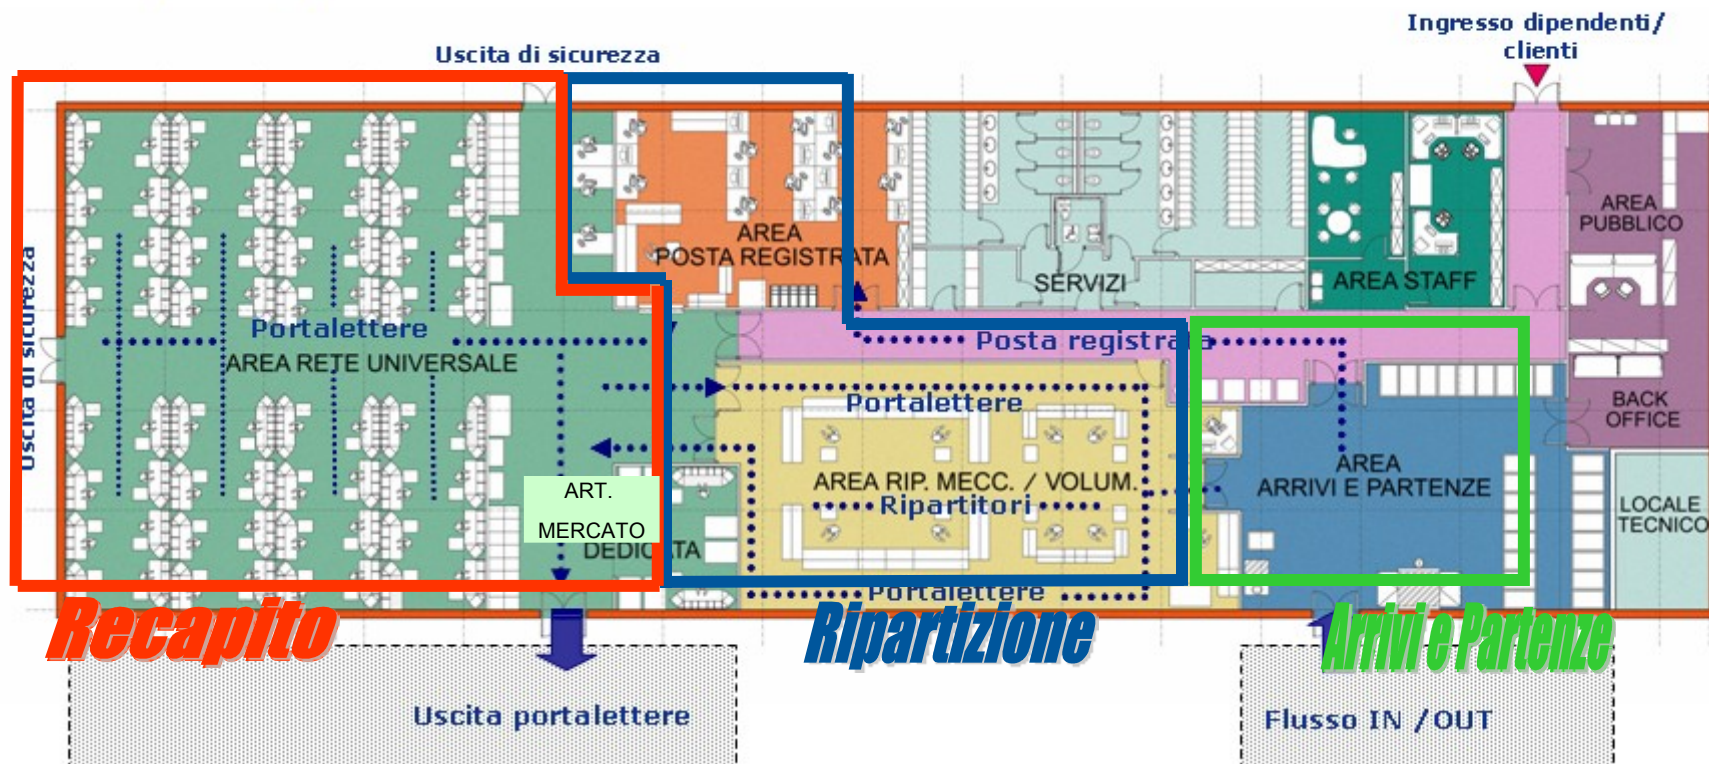 Ingresso dipendenti/
clienti
Uscita di sicurezza
AREA
POSTA REGISTRATA
AREA
PUBBLICO
SERVIZI
AREA STAFF
Uscita di sicurezza
Portalettere
AREA RETE UNIVERSALE
Posta registrata
Portalettere
BACK
OFFICE
AREA RIP. MECC. / VOLUM.
Ripartitori
AREA
ARRIVI E PARTENZE
ART.
MERCATO
DEDICATA
LOCALE
TECNICO
Portalettere
Recapito
Ripartizione
Arrivi e Partenze
Uscita portalettere
Flusso IN /OUT